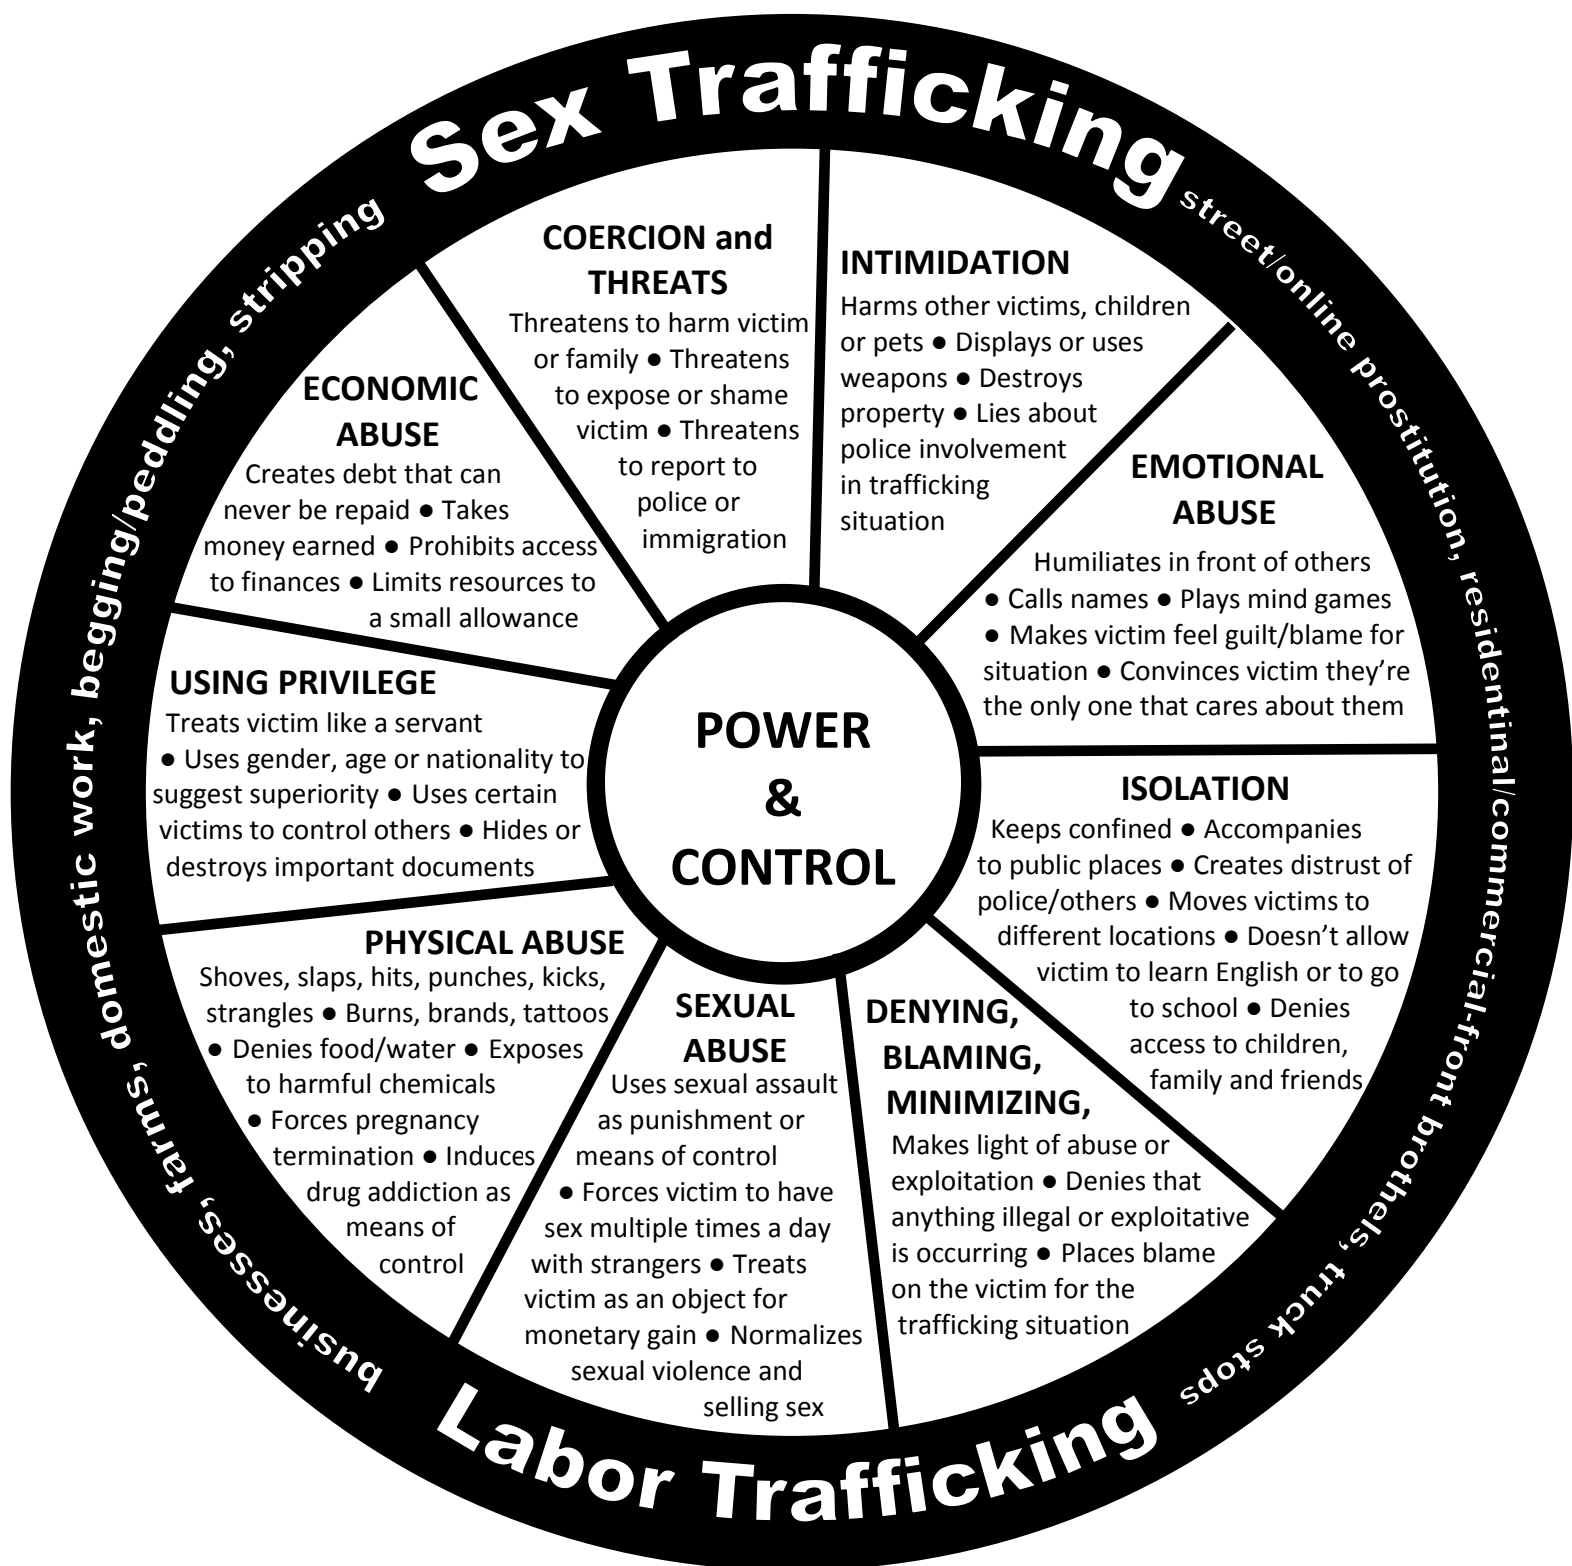 Sex Trafficking
street/online prostitution, residentinal/commercial-front brothels, truck stops
Labor Trafficking
businesses, farms, domestic work, begging/peddling, stripping
POWER
&
CONTROL
COERCION and
THREATS
Threatens to harm victim
or family ● Threatens
to expose or shame
victim ● Threatens
to report to
police or
immigration
INTIMIDATION
Harms other victims, children
or pets ● Displays or uses
weapons ● Destroys
property ● Lies about
police involvement
in trafficking
situation
EMOTIONAL
ABUSE
Humiliates in front of others
● Calls names ● Plays mind games
● Makes victim feel guilt/blame for
situation ● Convinces victim they’re
the only one that cares about them
ISOLATION
Keeps confined ● Accompanies
to public places ● Creates distrust of
police/others ● Moves victims to
different locations ● Doesn’t allow
victim to learn English or to go
to school ● Denies
access to children,
family and friends
DENYING,
BLAMING,
MINIMIZING,
Makes light of abuse or
exploitation ● Denies that
anything illegal or exploitative
is occurring ● Places blame
on the victim for the
trafficking situation
SEXUAL
ABUSE
Uses sexual assault
as punishment or
means of control
● Forces victim to have
sex multiple times a day
with strangers ● Treats
victim as an object for
monetary gain ● Normalizes
sexual violence and
selling sex
PHYSICAL ABUSE
Shoves, slaps, hits, punches, kicks,
strangles ● Burns, brands, tattoos
● Denies food/water ● Exposes
to harmful chemicals
● Forces pregnancy
termination ● Induces
drug addiction as
means of
control
USING PRIVILEGE
Treats victim like a servant
● Uses gender, age or nationality to
suggest superiority ● Uses certain
victims to control others ● Hides or
destroys important documents
ECONOMIC
ABUSE
Creates debt that can
never be repaid ● Takes
money earned ● Prohibits access
to finances ● Limits resources to
a small allowance